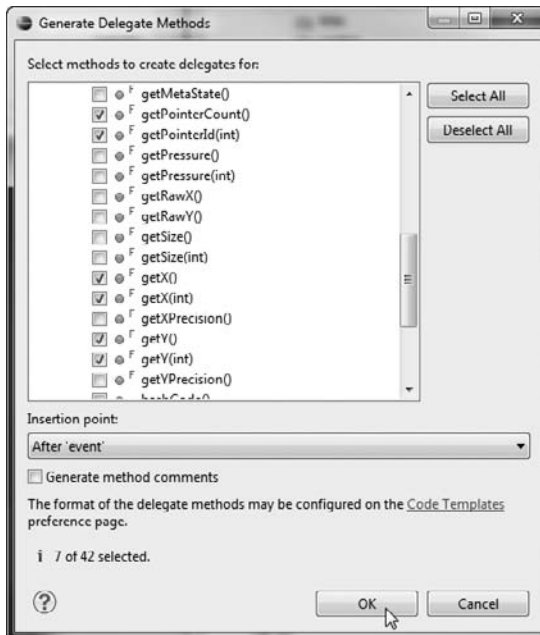 Generate Delegate Methods
Select methods to create delegates for:
F getMetaState()
F getPointerCount()
F getPointerId(int)
F getPressure()
F getPressure(int)
F getRawX()
F getRawY()
F getSize()
F getSize(int)
F getX()
F getX(int)
F getXPrecision()
F getY()
F getY(int)
F getYPrecision()
hashCode()
Select All
Deselect All
Insertion point:
After 'event'
Generate method comments
The format of the delegate methods may be configured on the Code Templates
preference page.
i 7 of 42 selected.
?
OK
Cancel